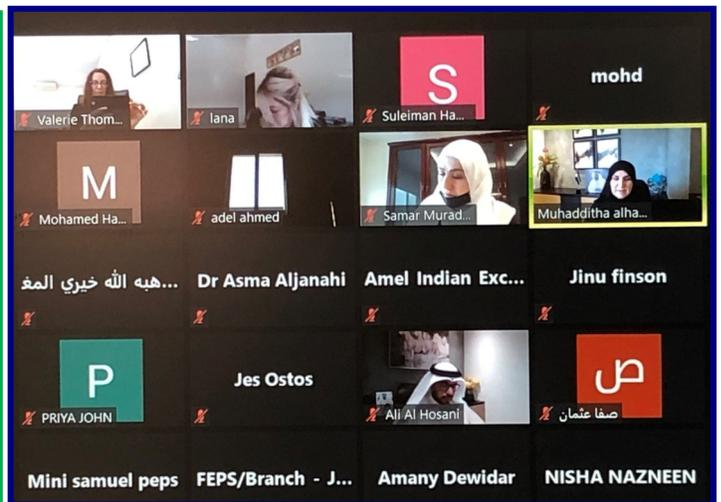 Valerie Thom...
lana
S
Suleiman Ha...
mohd
M
Mohamed Ha...
adel ahmed
Samar Murad...
Muhadditha alha...
هبه الله خيري المغ...
Dr Asma Aljanahi
Amel Indian Exc...
Jinu finson
P
PRIYA JOHN
Jes Ostos
Ali Al Hosani
ص
صفا عثمان
Mini samuel peps
FEPS/Branch - J...
Amany Dewidar
NISHA NAZNEEN